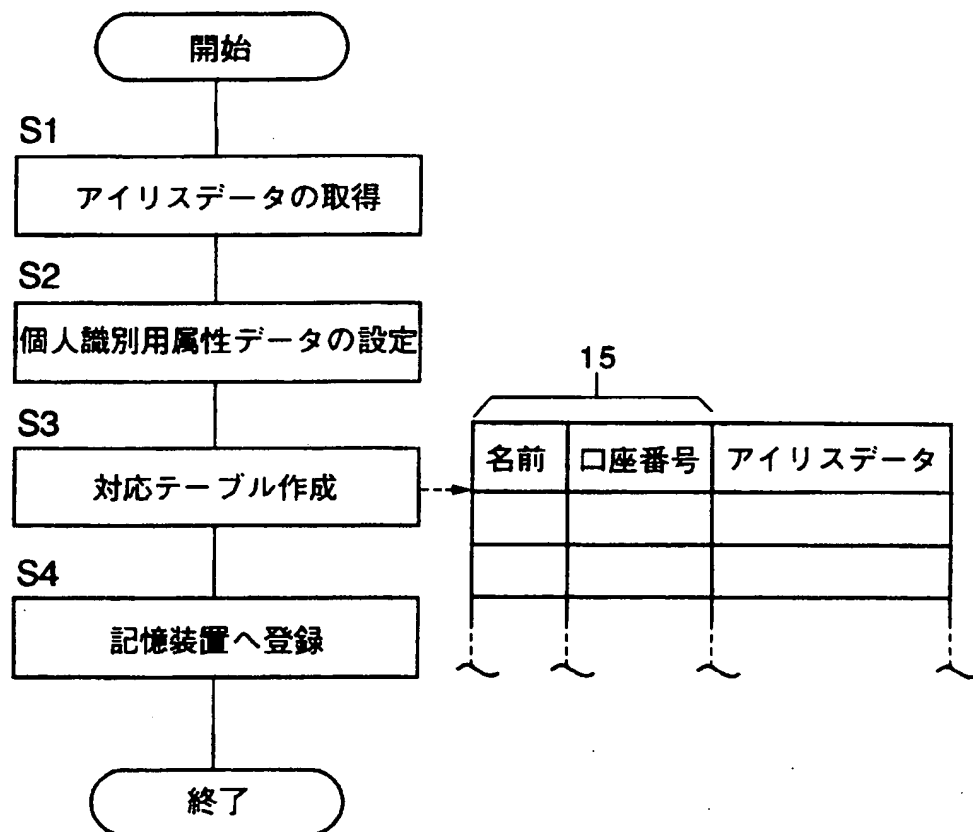 開始
S1
アイリスデータの取得
S2
個人識別用属性データの設定
S3
対応テーブル作成
S4
記憶装置へ登録
終了
15
名前 口座番号 アイリスデータ